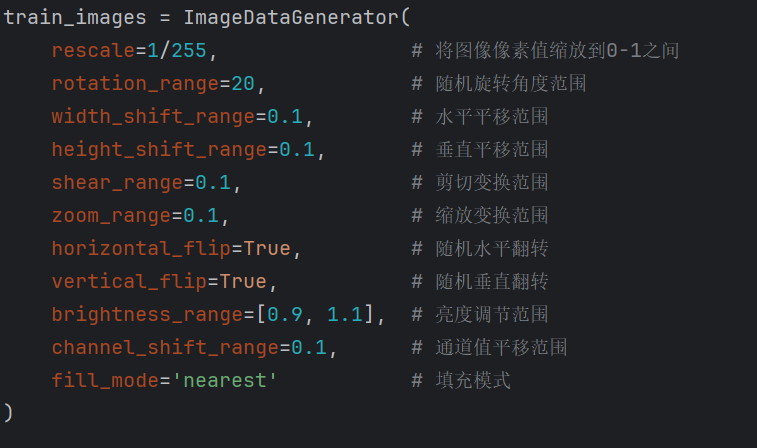 train_images = ImageDataGenerator(
    rescale=1/255,                # 将图像像素值缩放到0-1之间
    rotation_range=20,            # 随机旋转角度范围
    width_shift_range=0.1,        # 水平平移范围
    height_shift_range=0.1,       # 垂直平移范围
    shear_range=0.1,              # 剪切变换范围
    zoom_range=0.1,               # 缩放变换范围
    horizontal_flip=True,         # 随机水平翻转
    vertical_flip=True,           # 随机垂直翻转
    brightness_range=[0.9, 1.1],  # 亮度调节范围
    channel_shift_range=0.1,      # 通道值平移范围
    fill_mode='nearest'           # 填充模式
)